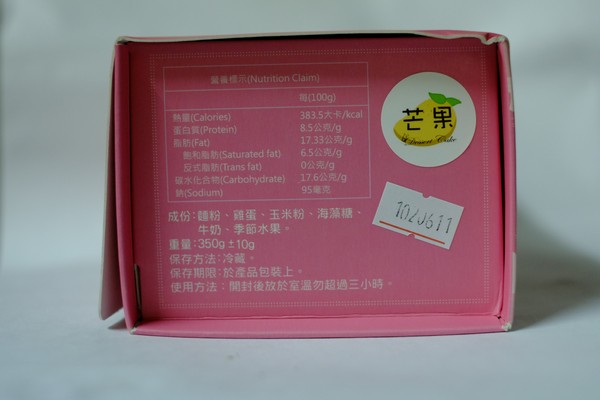 營養標示(Nutrition Claim)
每(100g)
熱量(Calories) 383.5大卡/kcal
蛋白質(Protein) 8.5公克/g
脂肪(Fat) 17.33公克/g
飽和脂肪(Saturated fat) 6.5公克/g
反式脂肪(Trans fat) 0公克/g
碳水化合物(Carbohydrate) 17.6公克/g
鈉(Sodium) 95毫克
成份:麵粉、雞蛋、玉米粉、海藻糖、
牛奶、季節水果。
重量:350g±10g
保存方法:冷藏。
保存期限:於產品包裝上。
使用方法:開封後放於室溫勿超過三小時。
芒果
Dessert Cake
1020611